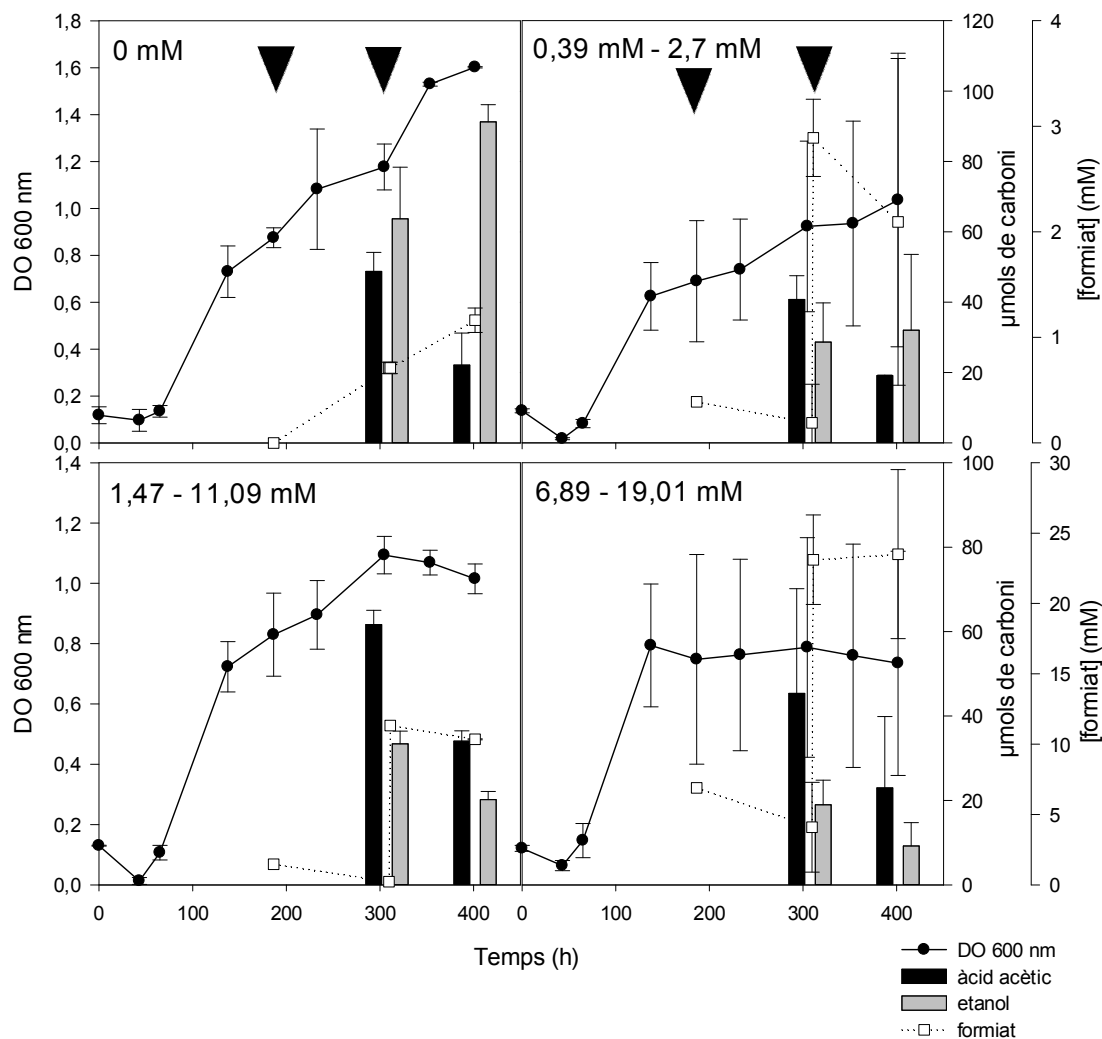 0 mM
0,39 mM - 2,7 mM
1,8
1,6
1,4
1,2
1,0
0,8
0,6
0,4
0,2
0,0
DO 600 nm
120
100
80
60
40
20
0
µmols de carboni
4
3
2
1
0
[formiat] (mM)
1,47 - 11,09 mM
6,89 - 19,01 mM
1,4
1,2
1,0
0,8
0,6
0,4
0,2
0,0
DO 600 nm
100
80
60
40
20
0
µmols de carboni
30
25
20
15
10
5
0
[formiat] (mM)
0 100 200 300 400
0 100 200 300 400
Temps (h)
DO 600 nm
àcid acètic
etanol
formiat